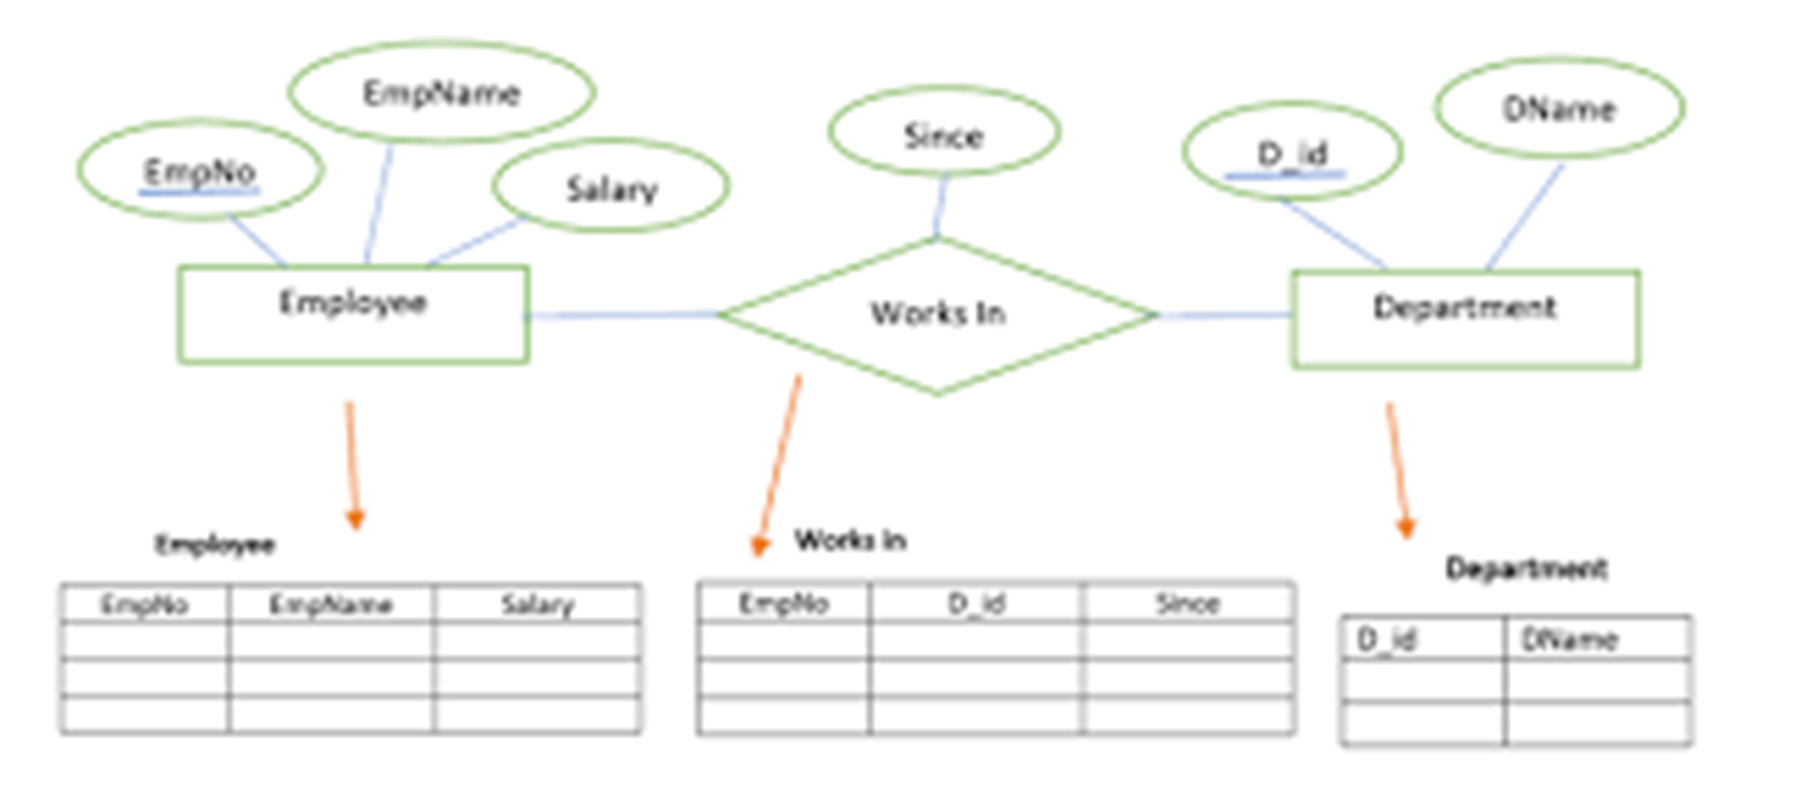 EmpName
EmpNo
Salary
Since
D_id
DName
Employee
Works In
Department
Employee
EmpNo EmpName Salary
Works in
EmpNo D_id Since
Department
D_id DName